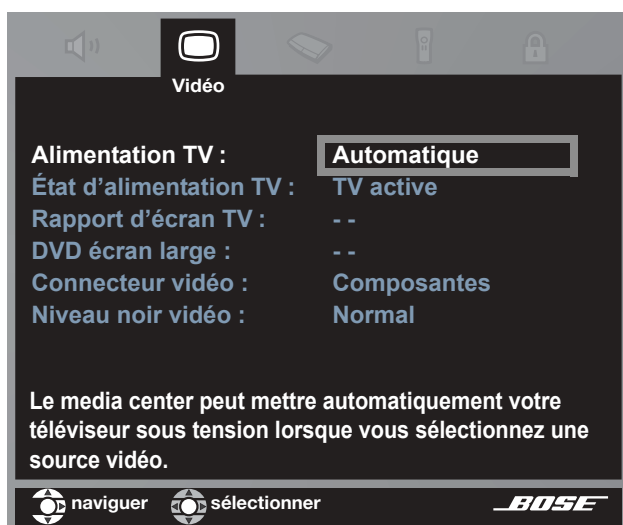 Vidéo
Alimentation TV : Automatique
État d’alimentation TV : TV active
Rapport d’écran TV : - -
DVD écran large : - -
Connecteur vidéo : Composantes
Niveau noir vidéo : Normal
Le media center peut mettre automatiquement votre
téléviseur sous tension lorsque vous sélectionnez une
source vidéo.
naviguer sélectionner BOSE